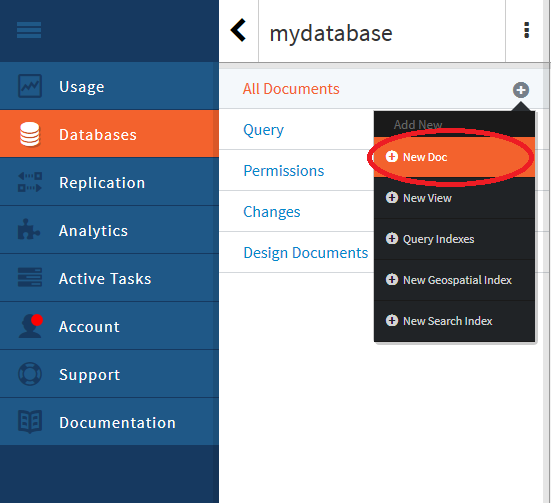 mydatabase
Usage
Databases
Replication
Analytics
Active Tasks
Account
Support
Documentation
All Documents
Query
Permissions
Changes
Design Documents
Add New
New Doc
New View
Query Indexes
New Geospatial Index
New Search Index